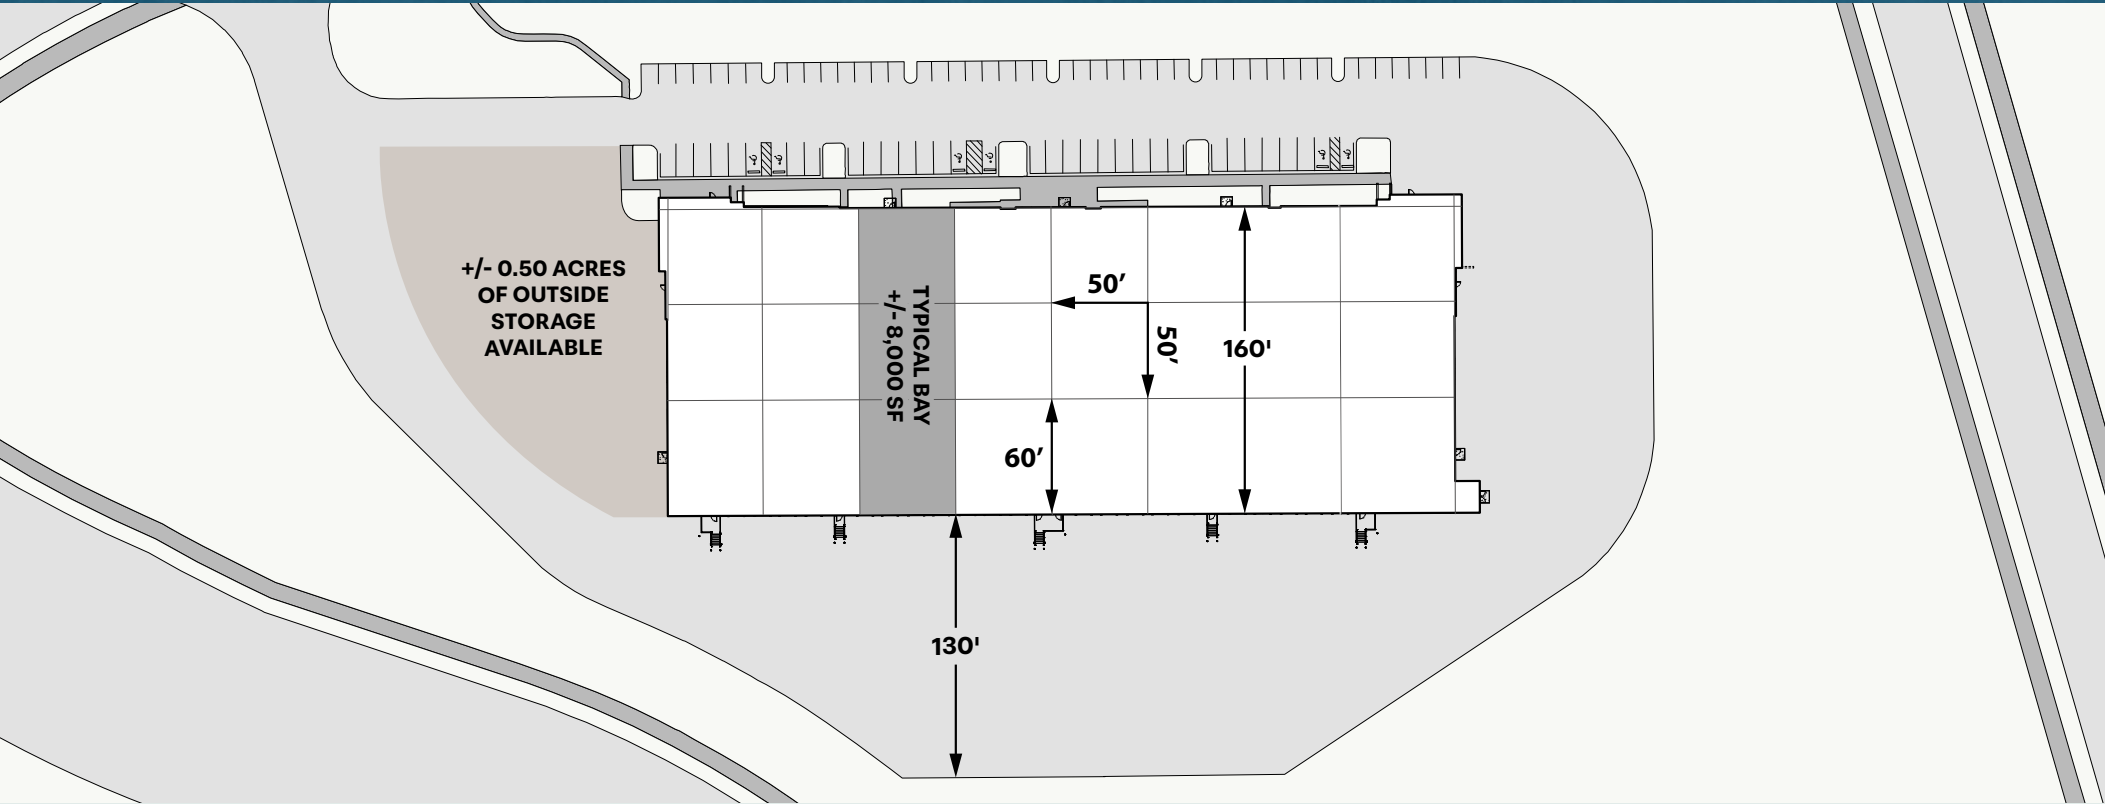 +/- 0.50 ACRES
OF OUTSIDE
STORAGE
AVAILABLE
TYPICAL BAY
+/- 8,000 SF
50’
50’
160'
60’
130'